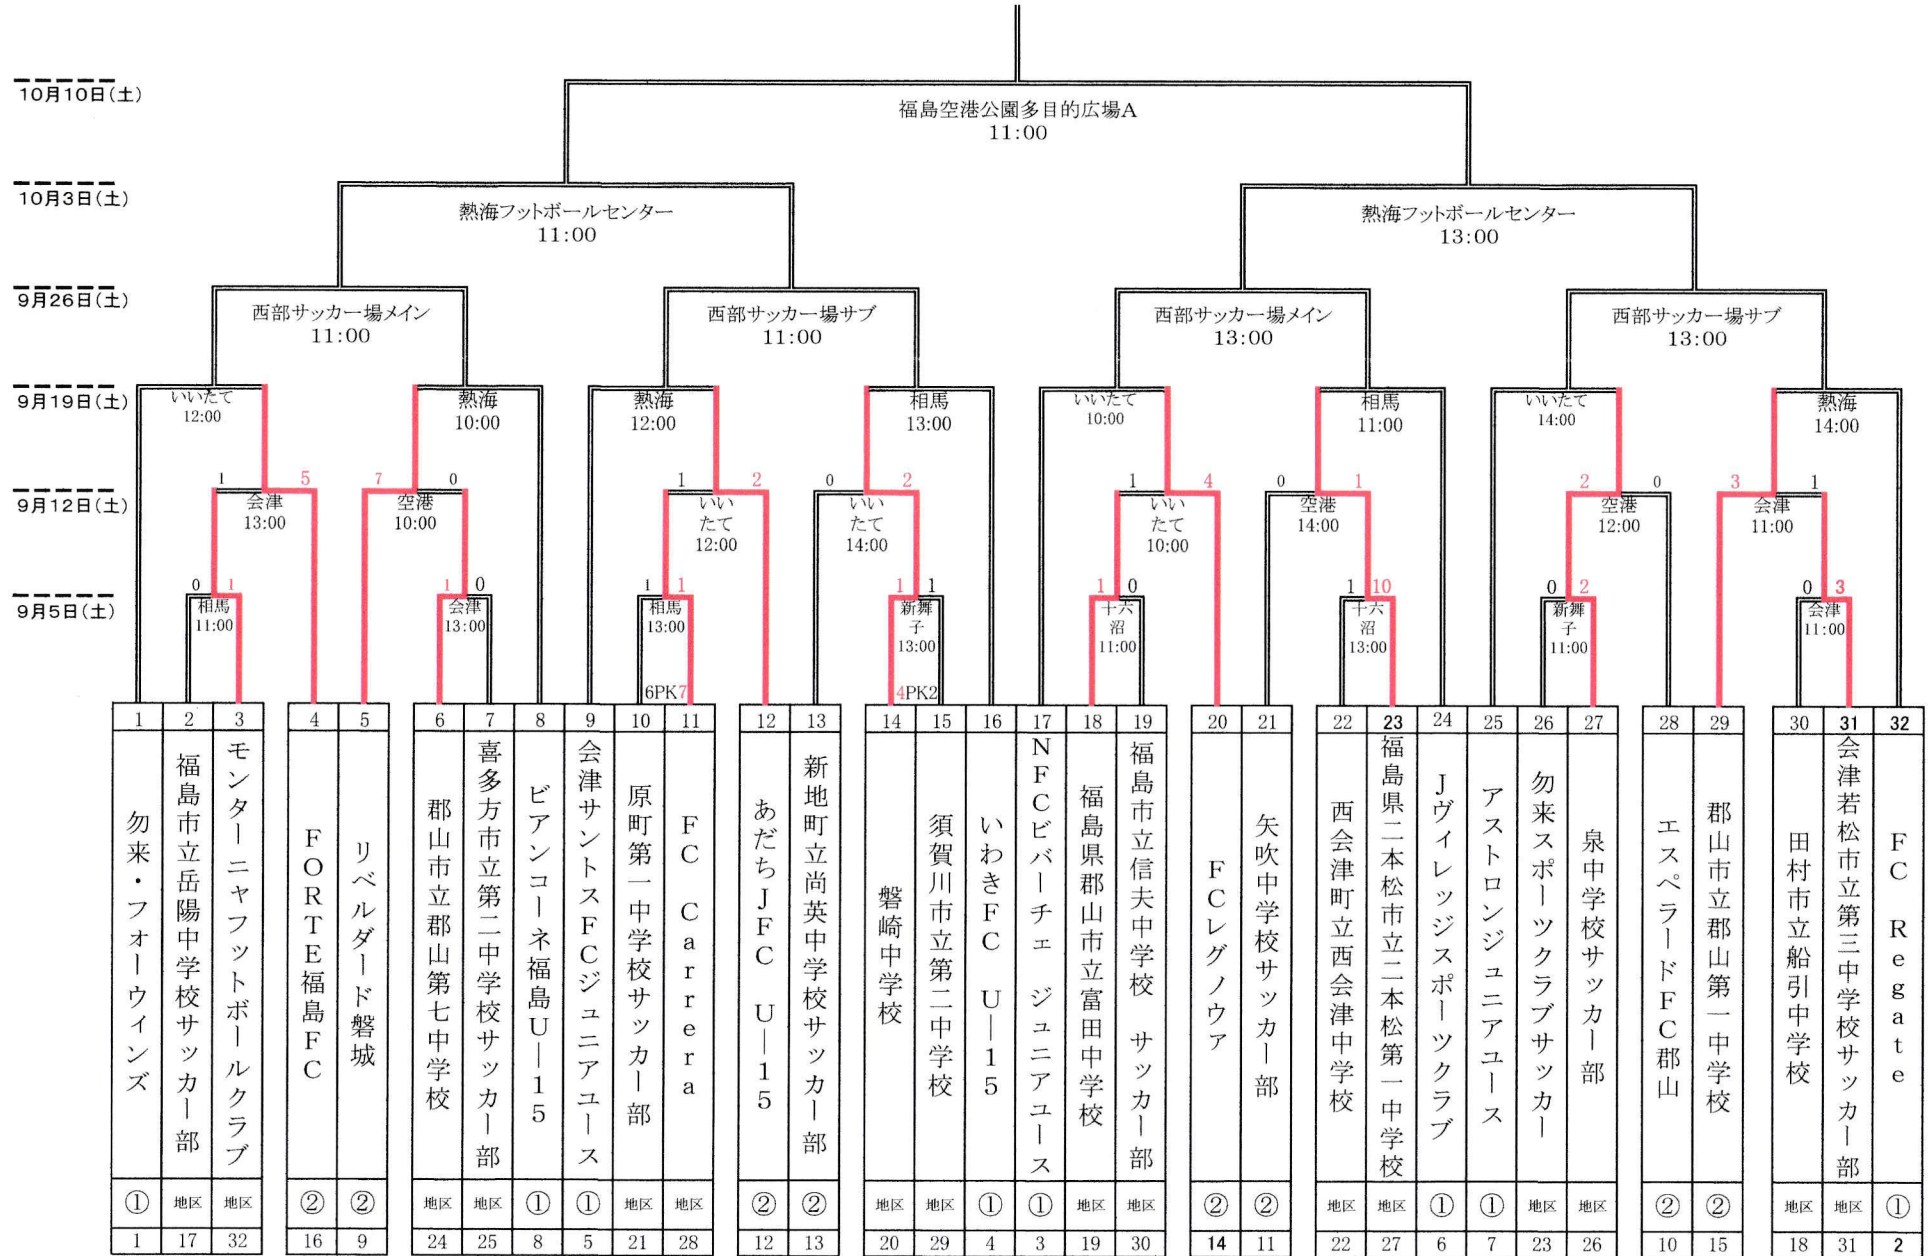 10月10日(土)
福島空港公園多目的広場A
11:00
10月3日(土)
熱海フットボールセンター
11:00
熱海フットボールセンター
13:00
9月26日(土)
西部サッカー場メイン
11:00
西部サッカー場サブ
11:00
西部サッカー場メイン
13:00
西部サッカー場サブ
13:00
9月19日(土)
いいたて
12:00
熱海
10:00
熱海
12:00
相馬
13:00
いいたて
10:00
相馬
11:00
いいたて
14:00
熱海
14:00
9月12日(土)
1 5
会津
13:00
7 0
空港
10:00
1 2
いい
たて
12:00
0 2
いい
たて
14:00
1 4
いい
たて
10:00
0 1
空港
14:00
2 0
空港
12:00
3 1
会津
11:00
9月5日(土)
0 1
相馬
11:00
1 0
会津
13:00
1 1
相馬
13:00
6PK7
1 1
新舞
子
13:00
4PK2
1 0
十六
沼
11:00
1 10
十六
沼
13:00
0 2
新舞
子
11:00
0 3
会津
11:00
1 2 3 4 5 6 7 8 9 10 11 12 13 14 15 16 17 18 19 20 21 22 23 24 25 26 27 28 29 30 31 32
勿来・フォーウィンズ
福島市立岳陽中学校サッカー部
モンターニャフットボールクラブ
FORTE福島FC
リベルダード磐城
郡山市立郡山第七中学校
喜多方市立第二中学校サッカー部
ビアンコーネ福島U―15
会津サントスFCジュニアユース
原町第一中学校サッカー部
FC Carrera
あだちJFC U―15
新地町立尚英中学校サッカー部
磐崎中学校
須賀川市立第二中学校
いわきFC U―15
NFCビバーチェ ジュニアユース
福島県郡山市立富田中学校
福島市立信夫中学校 サッカー部
FCレグノウァ
矢吹中学校サッカー部
西会津町立西会津中学校
福島県二本松市立二本松第一中学校
Jヴィレッジスポーツクラブ
アストロンジュニアユース
勿来スポーツクラブサッカー
泉中学校サッカー部
エスペラードFC郡山
郡山市立郡山第一中学校
田村市立船引中学校
会津若松市立第三中学校サッカー部
FC Regate
① 地区 地区 ② ② 地区 地区 ① ① 地区 地区 ② ② 地区 地区 ① ① 地区 地区 ② ② 地区 地区 ① ① 地区 地区 ② ② 地区 地区 ①
1 17 32 16 9 24 25 8 5 21 28 12 13 20 29 4 3 19 30 14 11 22 27 6 7 23 26 10 15 18 31 2